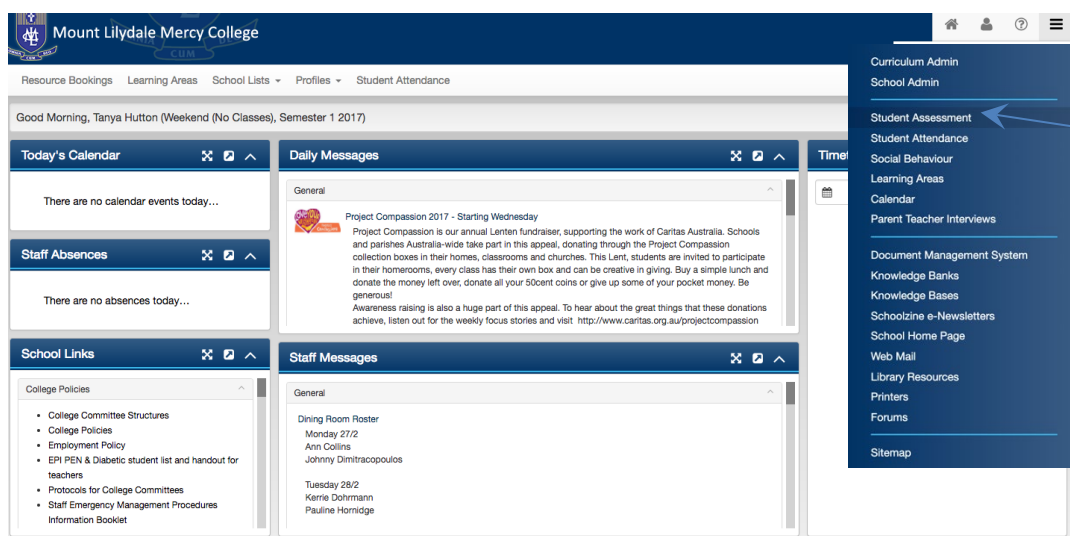 Mount Lilydale Mercy College
CUM
Resource Bookings Learning Areas School Lists Profiles Student Attendance
Good Morning, Tanya Hutton (Weekend (No Classes), Semester 1 2017)
Today's Calendar
There are no calendar events today...
Staff Absences
There are no absences today...
School Links
College Policies
College Committee Structures
College Policies
Employment Policy
EPI PEN & Diabetic student list and handout for
teachers
Protocols for College Committees
Staff Emergency Management Procedures
Information Booklet
Daily Messages
General
Project Compassion 2017 - Starting Wednesday
Project Compassion is our annual Lenten fundraiser, supporting the work of Caritas Australia. Schools
and parishes Australia-wide take part in this appeal, donating through the Project Compassion
collection boxes in their homes, classrooms and churches. This Lent, students are invited to participate
in their homerooms, every class has their own box and can be creative in giving. Buy a simple lunch and
donate the money left over, donate all your 50cent coins or give up some of your pocket money. Be
generous!
Awareness raising is also a huge part of this appeal. To hear about the great things that these donations
achieve, listen out for the weekly focus stories and visit http://www.caritas.org.au/projectcompassion
Staff Messages
General
Dining Room Roster
Monday 27/2
Ann Collins
Johnny Dimitracopoulos
Tuesday 28/2
Kerrie Dohrmann
Pauline Hornidge
Curriculum Admin
School Admin
Student Assessment
Student Attendance
Social Behaviour
Learning Areas
Calendar
Parent Teacher Interviews
Document Management System
Knowledge Banks
Knowledge Bases
Schoolzine e-Newsletters
School Home Page
Web Mail
Library Resources
Printers
Forums
Sitemap